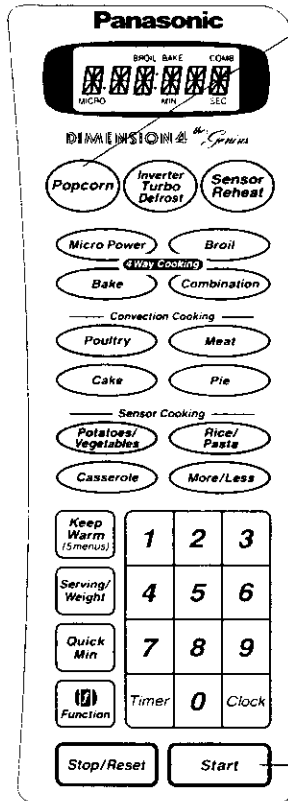 Panasonic
BROIL BAKE COMB
MICRO MIN SEC
DIMENSION 4 the Genius
Popcorn
Inverter
Turbo
Defrost
Sensor
Reheat
Micro Power
Broil
4 Way Cooking
Bake
Combination
Convection Cooking
Poultry
Meat
Cake
Pie
Sensor Cooking
Potatoes/
Vegetables
Rice/
Pasta
Casserole
More/Less
Keep
Warm
(5menus)
1 2 3
Serving/
Weight
4 5 6
Quick
Min
7 8 9
Function
Timer 0 Clock
Stop/Reset
Start